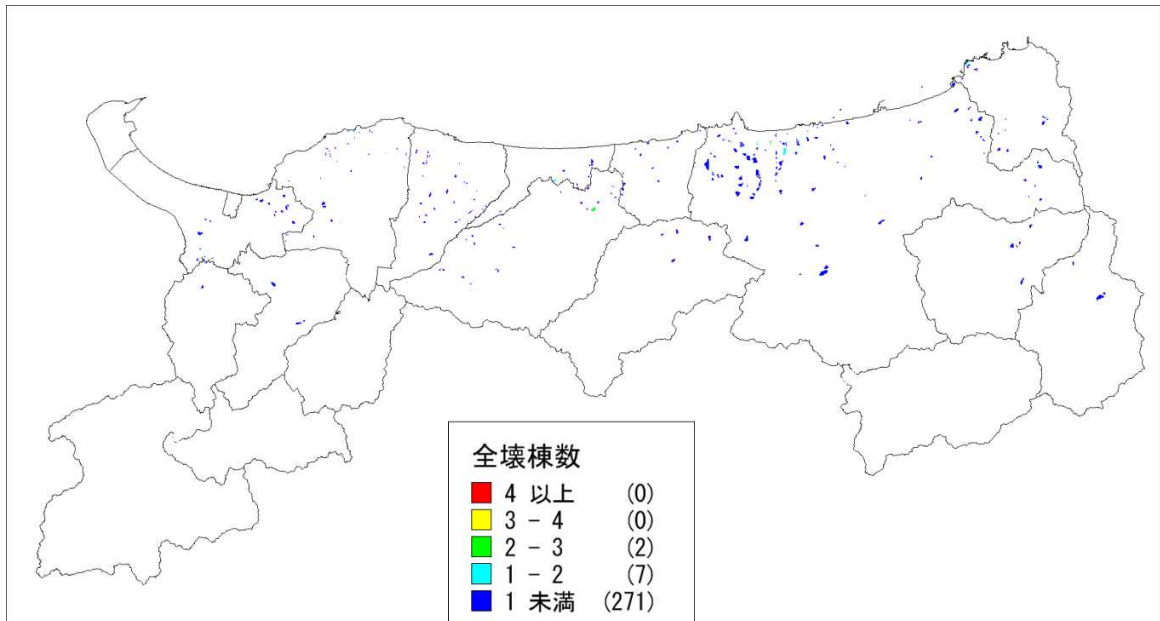 全壊棟数
4 以上 (0)
3 - 4 (0)
2 - 3 (2)
1 - 2 (7)
1 未満 (271)